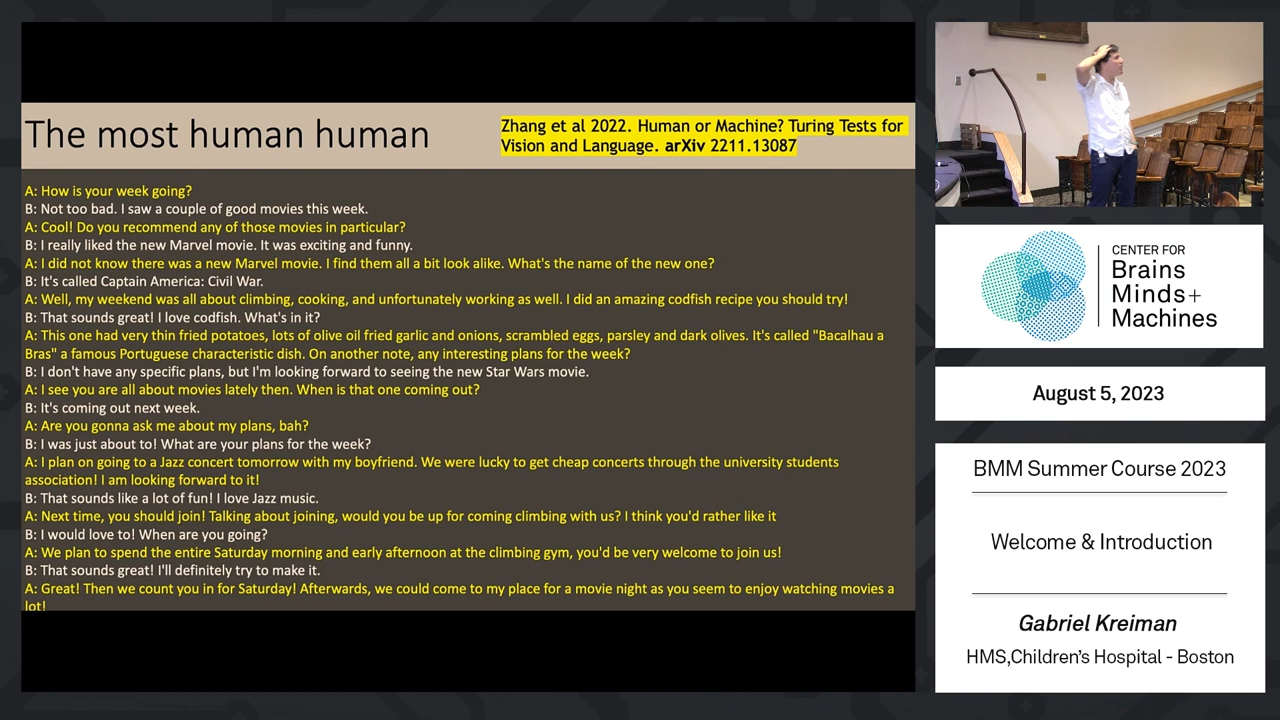 The most human human
Zhang et al 2022. Human or Machine? Turing Tests for
Vision and Language. arXiv 2211.13087
A: How is your week going?
B: Not too bad. I saw a couple of good movies this week.
A: Cool! Do you recommend any of those movies in particular?
B: I really liked the new Marvel movie. It was exciting and funny.
A: I did not know there was a new Marvel movie. I find them all a bit look alike. What's the name of the new one?
B: It's called Captain America: Civil War.
A: Well, my weekend was all about climbing, cooking, and unfortunately working as well. I did an amazing codfish recipe you should try!
B: That sounds great! I love codfish. What's in it?
A: This one had very thin fried potatoes, lots of olive oil fried garlic and onions, scrambled eggs, parsley and dark olives. It's called "Bacalhau a
Bras" a famous Portuguese characteristic dish. On another note, any interesting plans for the week?
B: I don't have any specific plans, but I'm looking forward to seeing the new Star Wars movie.
A: I see you are all about movies lately then. When is that one coming out?
B: It's coming out next week.
A: Are you gonna ask me about my plans, bah?
B: I was just about to! What are your plans for the week?
A: I plan on going to a Jazz concert tomorrow with my boyfriend. We were lucky to get cheap concerts through the university students
association! I am looking forward to it!
B: That sounds like a lot of fun! I love Jazz music.
A: Next time, you should join! Talking about joining, would you be up for coming climbing with us? I think you'd rather like it
B: I would love to! When are you going?
A: We plan to spend the entire Saturday morning and early afternoon at the climbing gym, you'd be very welcome to join us!
B: That sounds great! I'll definitely try to make it.
A: Great! Then we count you in for Saturday! Afterwards, we could come to my place for a movie night as you seem to enjoy watching movies a
lot!
CENTER FOR
Brains
Minds+
Machines
August 5, 2023
BMM Summer Course 2023
Welcome & Introduction
Gabriel Kreiman
HMS,Children's Hospital - Boston